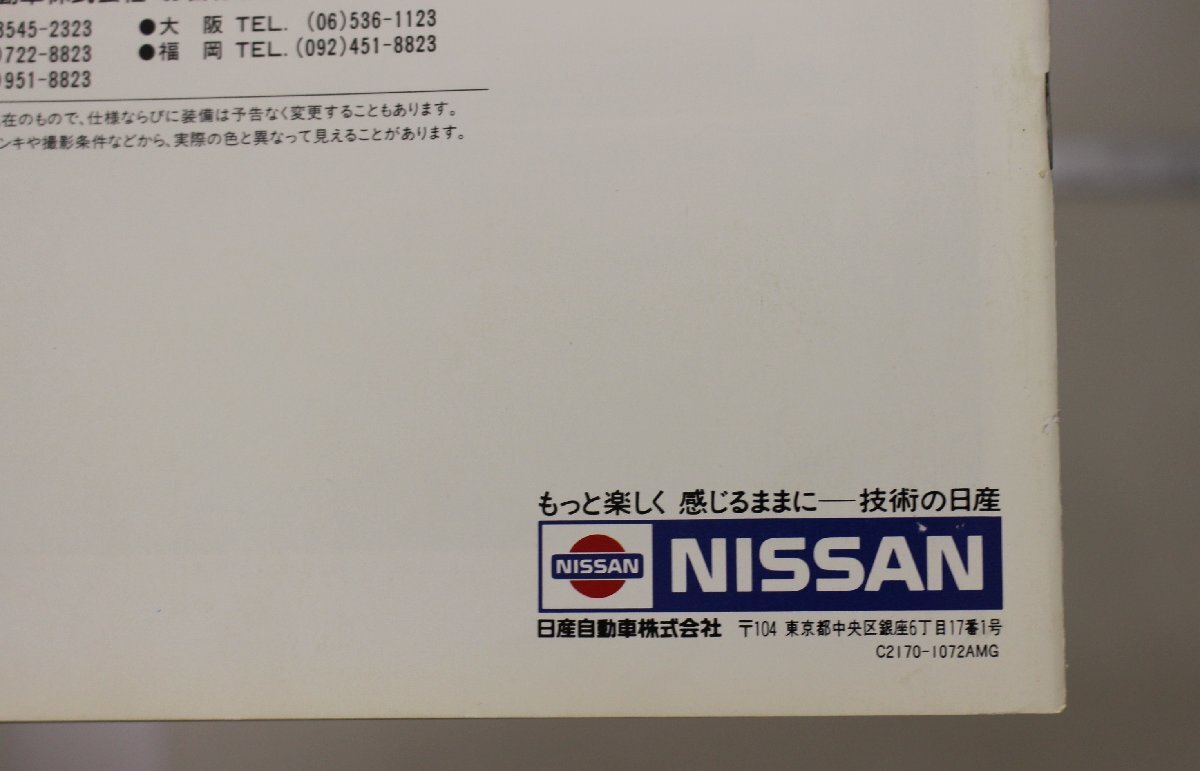 3545-2323 ●大 阪 TEL. (06)536-1123
)722-8823 ●福 岡 TEL. (092)451-8823
)951-8823
在のもので、仕様ならびに装備は予告なく変更することもあります。
ンキや撮影条件などから、実際の色と異なって見えることがあります。
もっと楽しく 感じるままに——技術の日産
NISSAN NISSAN
日産自動車株式会社 〒104 東京都中央区銀座6丁目17番1号
C2170-1072AMG